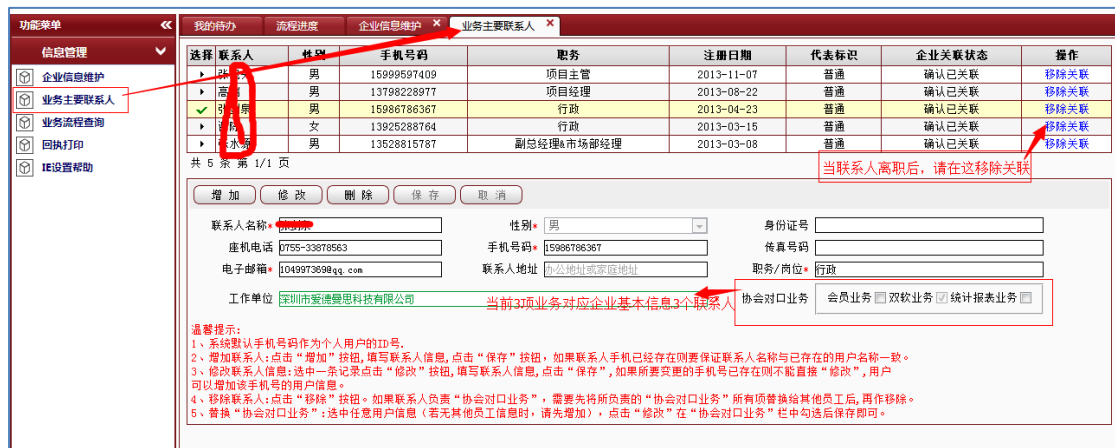 功能菜单 «
我的待办 流程进度 企业信息维护 × 业务主要联系人 ×
信息管理
企业信息维护
业务主要联系人
业务流程查询
回执打印
IE设置帮助
选择 联系人 性别 手机号码 职务 注册日期 代表标识 企业关联状态 操作
男 15999597409 项目主管 2013-11-07 普通 确认已关联 移除关联
男 13798228977 项目经理 2013-08-22 普通 确认已关联 移除关联
男 15986786367 行政 2013-04-23 普通 确认已关联 移除关联
女 13925288764 行政 2013-03-15 普通 确认已关联 移除关联
男 13528815787 副总经理&市场部经理 2013-03-08 普通 确认已关联 移除关联
共 5 条 第 1/1 页
当联系人离职后，请在这移除关联
增 加 修 改 删 除 保 存 取 消
联系人名称* 性别* 男 身份证号
座机电话 0755-33878563 手机号码* 15986786367 传真号码
电子邮箱* 1049973698qq.com 联系人地址 办公地址或家庭地址 职务/岗位* 行政
工作单位 深圳市爱德曼思科技有限公司 当前3项业务对应企业基本信息3个联系人 协会对口业务 会员业务 双软业务 统计报表业务
温馨提示:
1、系统默认手机号码作为个人用户的ID号.
2、增加联系人:点击“增加”按钮,填写联系人信息,点击“保存”按钮，如果联系人手机已经存在则要保证联系人名称与已存在的用户名称一致。
3、修改联系人信息:选中一条记录点击“修改”按钮,填写联系人信息,点击“保存”,如果所要变更的手机号已存在则不能直接“修改”,用户
可以增加该手机号的用户信息。
4、移除联系人:点击“移除”按钮。如果联系人负责“协会对口业务”，需要先将所负责的“协会对口业务”所有项替换给其他员工后,再作移除。
5、替换“协会对口业务”:选中任意用户信息（若无其他员工信息时，请先增加），点击“修改”在“协会对口业务”栏中勾选后保存即可。